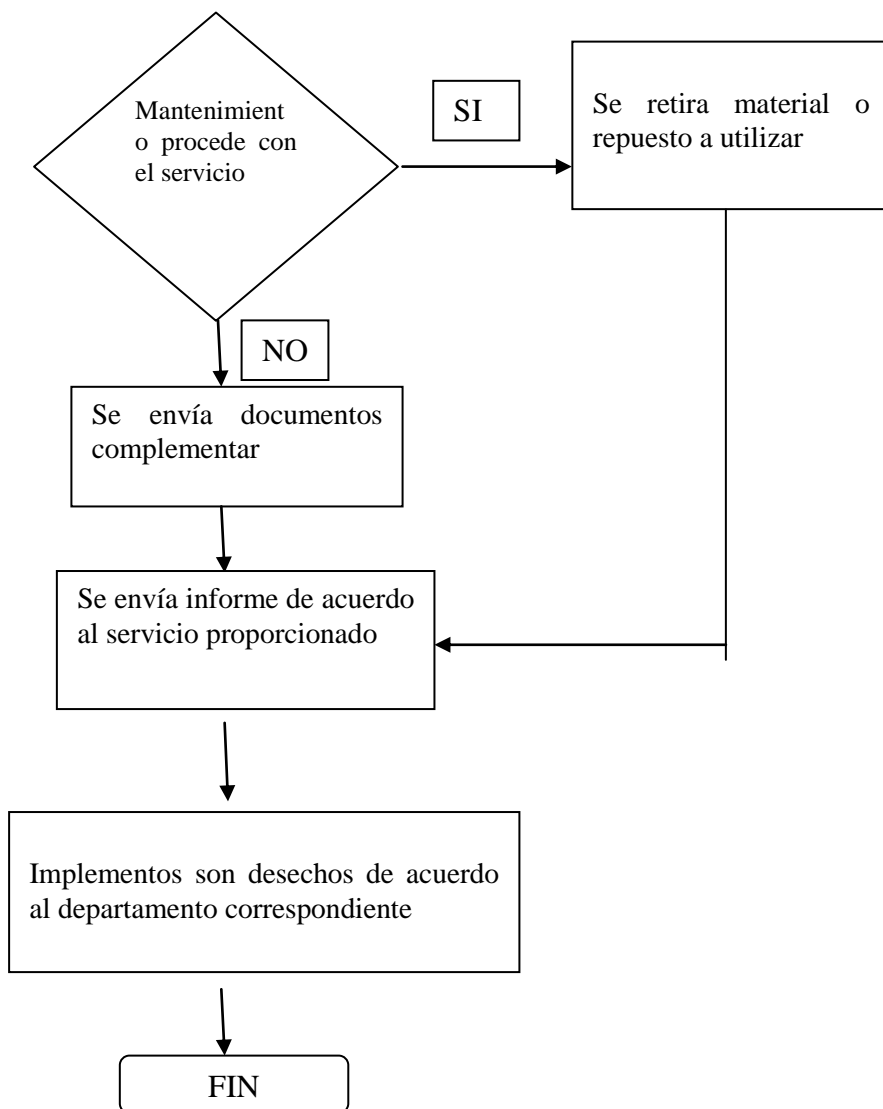 Mantenimient
o procede con
el servicio
SI
Se retira material o
repuesto a utilizar
NO
Se envía documentos
complementar
Se envía informe de acuerdo
al servicio proporcionado
Implementos son desechos de acuerdo
al departamento correspondiente
FIN